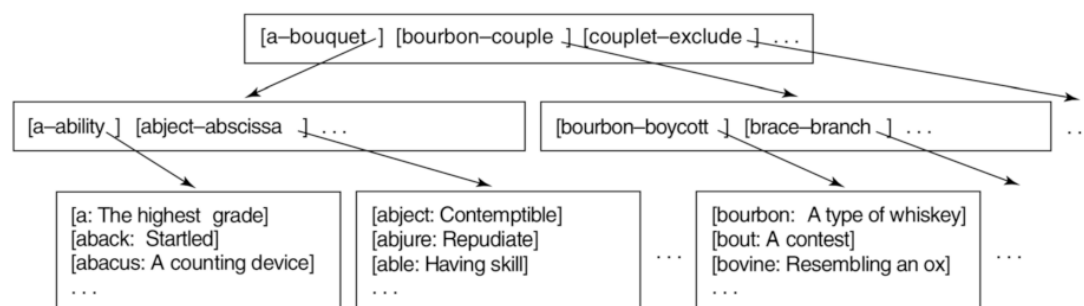 [a–bouquet ] [bourbon–couple ] [couplet–exclude ] ...
[a–ability ] [abject–abscissa ] ...
[bourbon–boycott ] [brace–branch ] ...
..
[a: The highest grade]
[aback: Startled]
[abacus: A counting device]
...
[abject: Contemptible]
[abjure: Repudiate]
[able: Having skill]
...
...
[bourbon: A type of whiskey]
[bout: A contest]
[bovine: Resembling an ox]
...
...